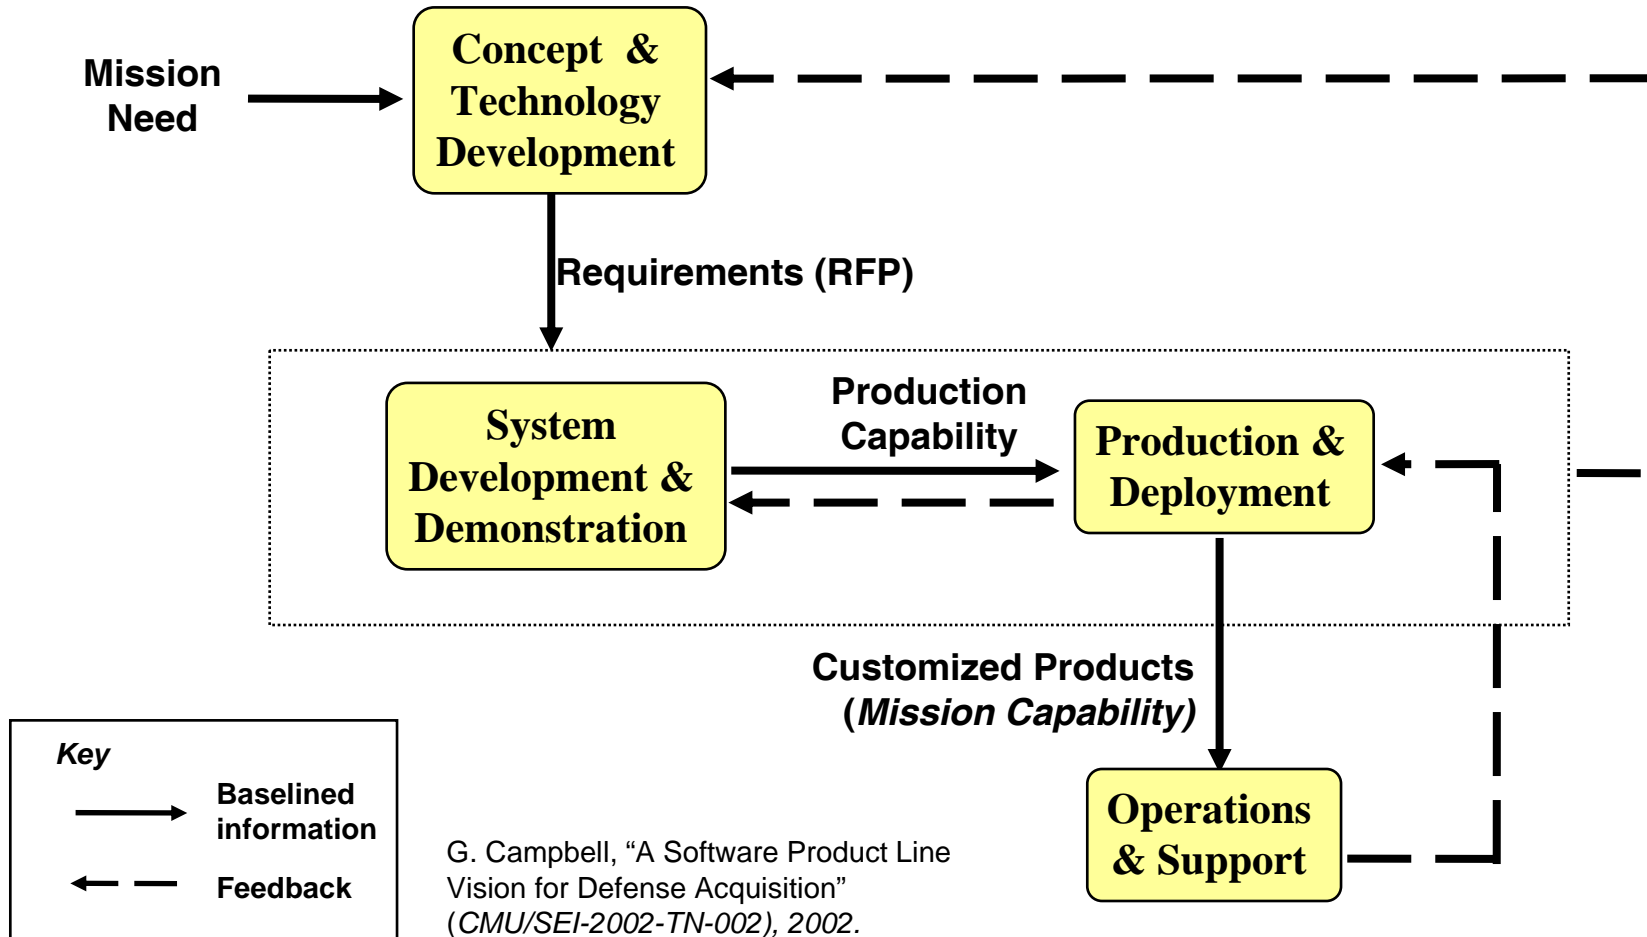 Mission
Need
Concept &
Technology
Development
Requirements (RFP)
System
Development &
Demonstration
Production
Capability
Production &
Deployment
Customized Products
(Mission Capability)
Operations
& Support
Key
Baselined
information
Feedback
G. Campbell, “A Software Product Line
Vision for Defense Acquisition”
(CMU/SEI-2002-TN-002), 2002.